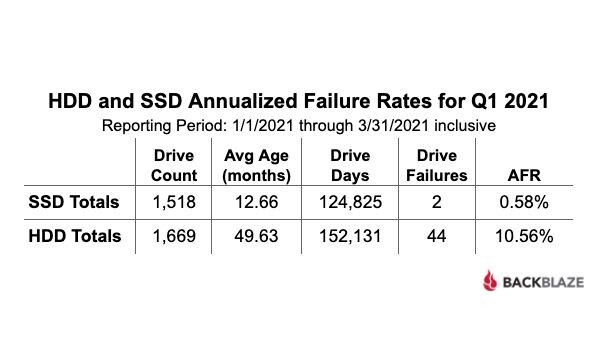 HDD and SSD Annualized Failure Rates for Q1 2021
Reporting Period: 1/1/2021 through 3/31/2021 inclusive
Drive Count Avg Age (months) Drive Days Drive Failures AFR
SSD Totals 1,518 12.66 124,825 2 0.58%
HDD Totals 1,669 49.63 152,131 44 10.56%
BACKBLAZE